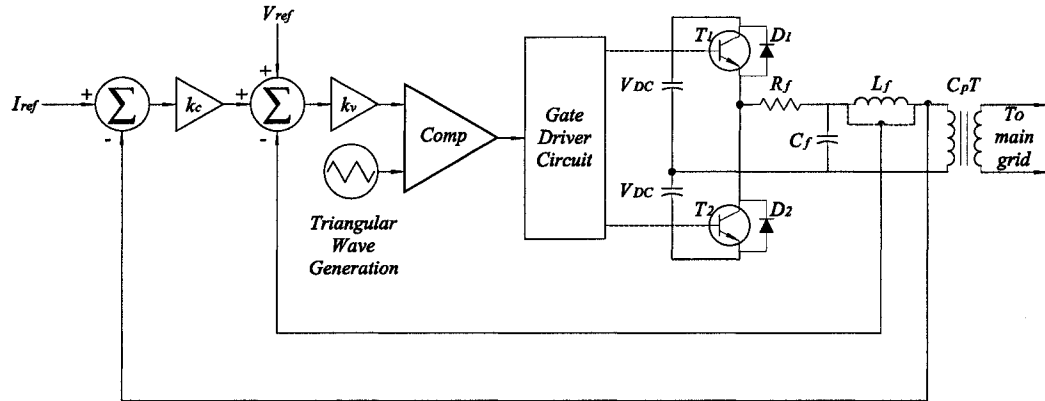 V_ref
T_1
D_1
I_ref
+
-
Σ
k_c
+
+
-
Σ
k_v
Comp
Gate
Driver
Circuit
V_DC
R_f
L_f
C_pT
C_f
To
main
grid
V_DC
T_2
D_2
Triangular
Wave
Generation